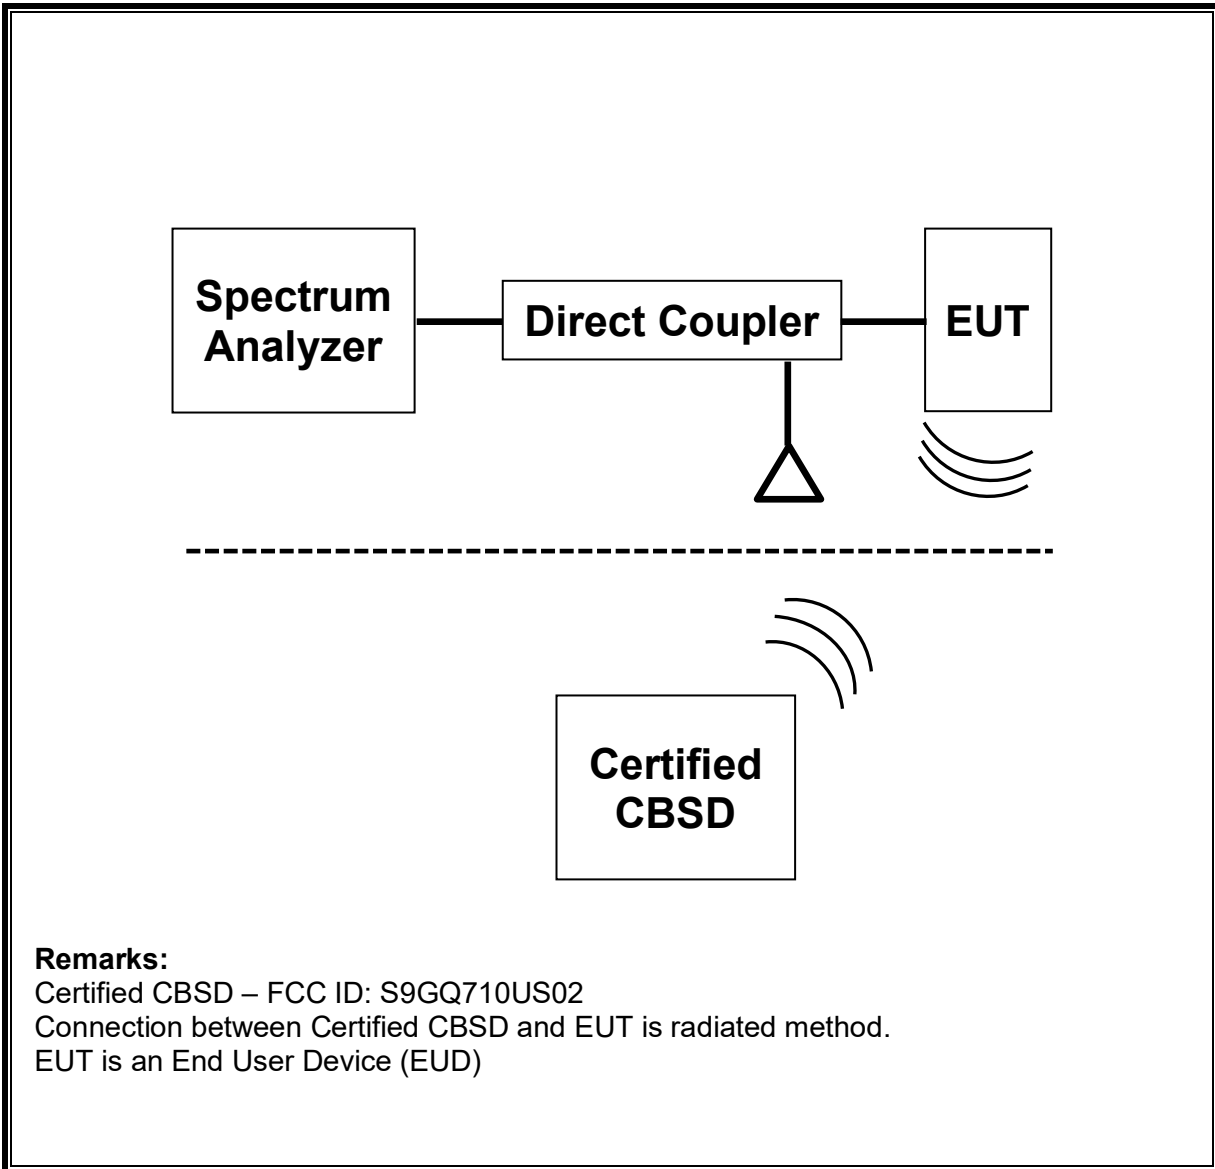 Spectrum
Analyzer
Direct Coupler
EUT
Certified
CBSD
Remarks:
Certified CBSD – FCC ID: S9GQ710US02
Connection between Certified CBSD and EUT is radiated method.
EUT is an End User Device (EUD)